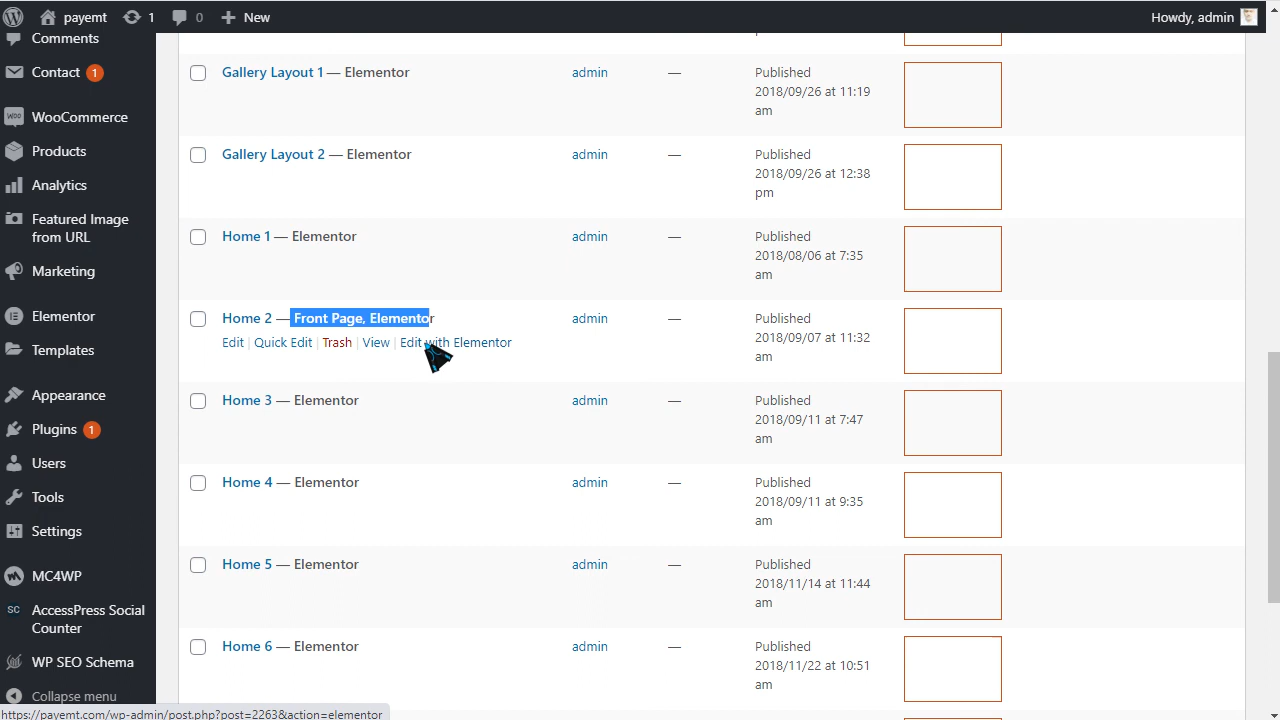 payemt
1
0
New
Howdy, admin
Comments
Contact 1
WooCommerce
Products
Analytics
Featured Image
from URL
Marketing
Elementor
Templates
Appearance
Plugins 1
Users
Tools
Settings
MC4WP
SC AccessPress Social
Counter
WP SEO Schema
Collapse menu
Gallery Layout 1 — Elementor
admin
—
Published
2018/09/26 at 11:19
am
Gallery Layout 2 — Elementor
admin
—
Published
2018/09/26 at 12:38
pm
Home 1 — Elementor
admin
—
Published
2018/08/06 at 7:35
am
Home 2 — Front Page, Elementor
Edit | Quick Edit | Trash | View | Edit with Elementor
admin
—
Published
2018/09/07 at 11:32
am
Home 3 — Elementor
admin
—
Published
2018/09/11 at 7:47
am
Home 4 — Elementor
admin
—
Published
2018/09/11 at 9:35
am
Home 5 — Elementor
admin
—
Published
2018/11/14 at 11:44
am
Home 6 — Elementor
admin
—
Published
2018/11/22 at 10:51
am
https://payemt.com/wp-admin/post.php?post=2263&action=elementor